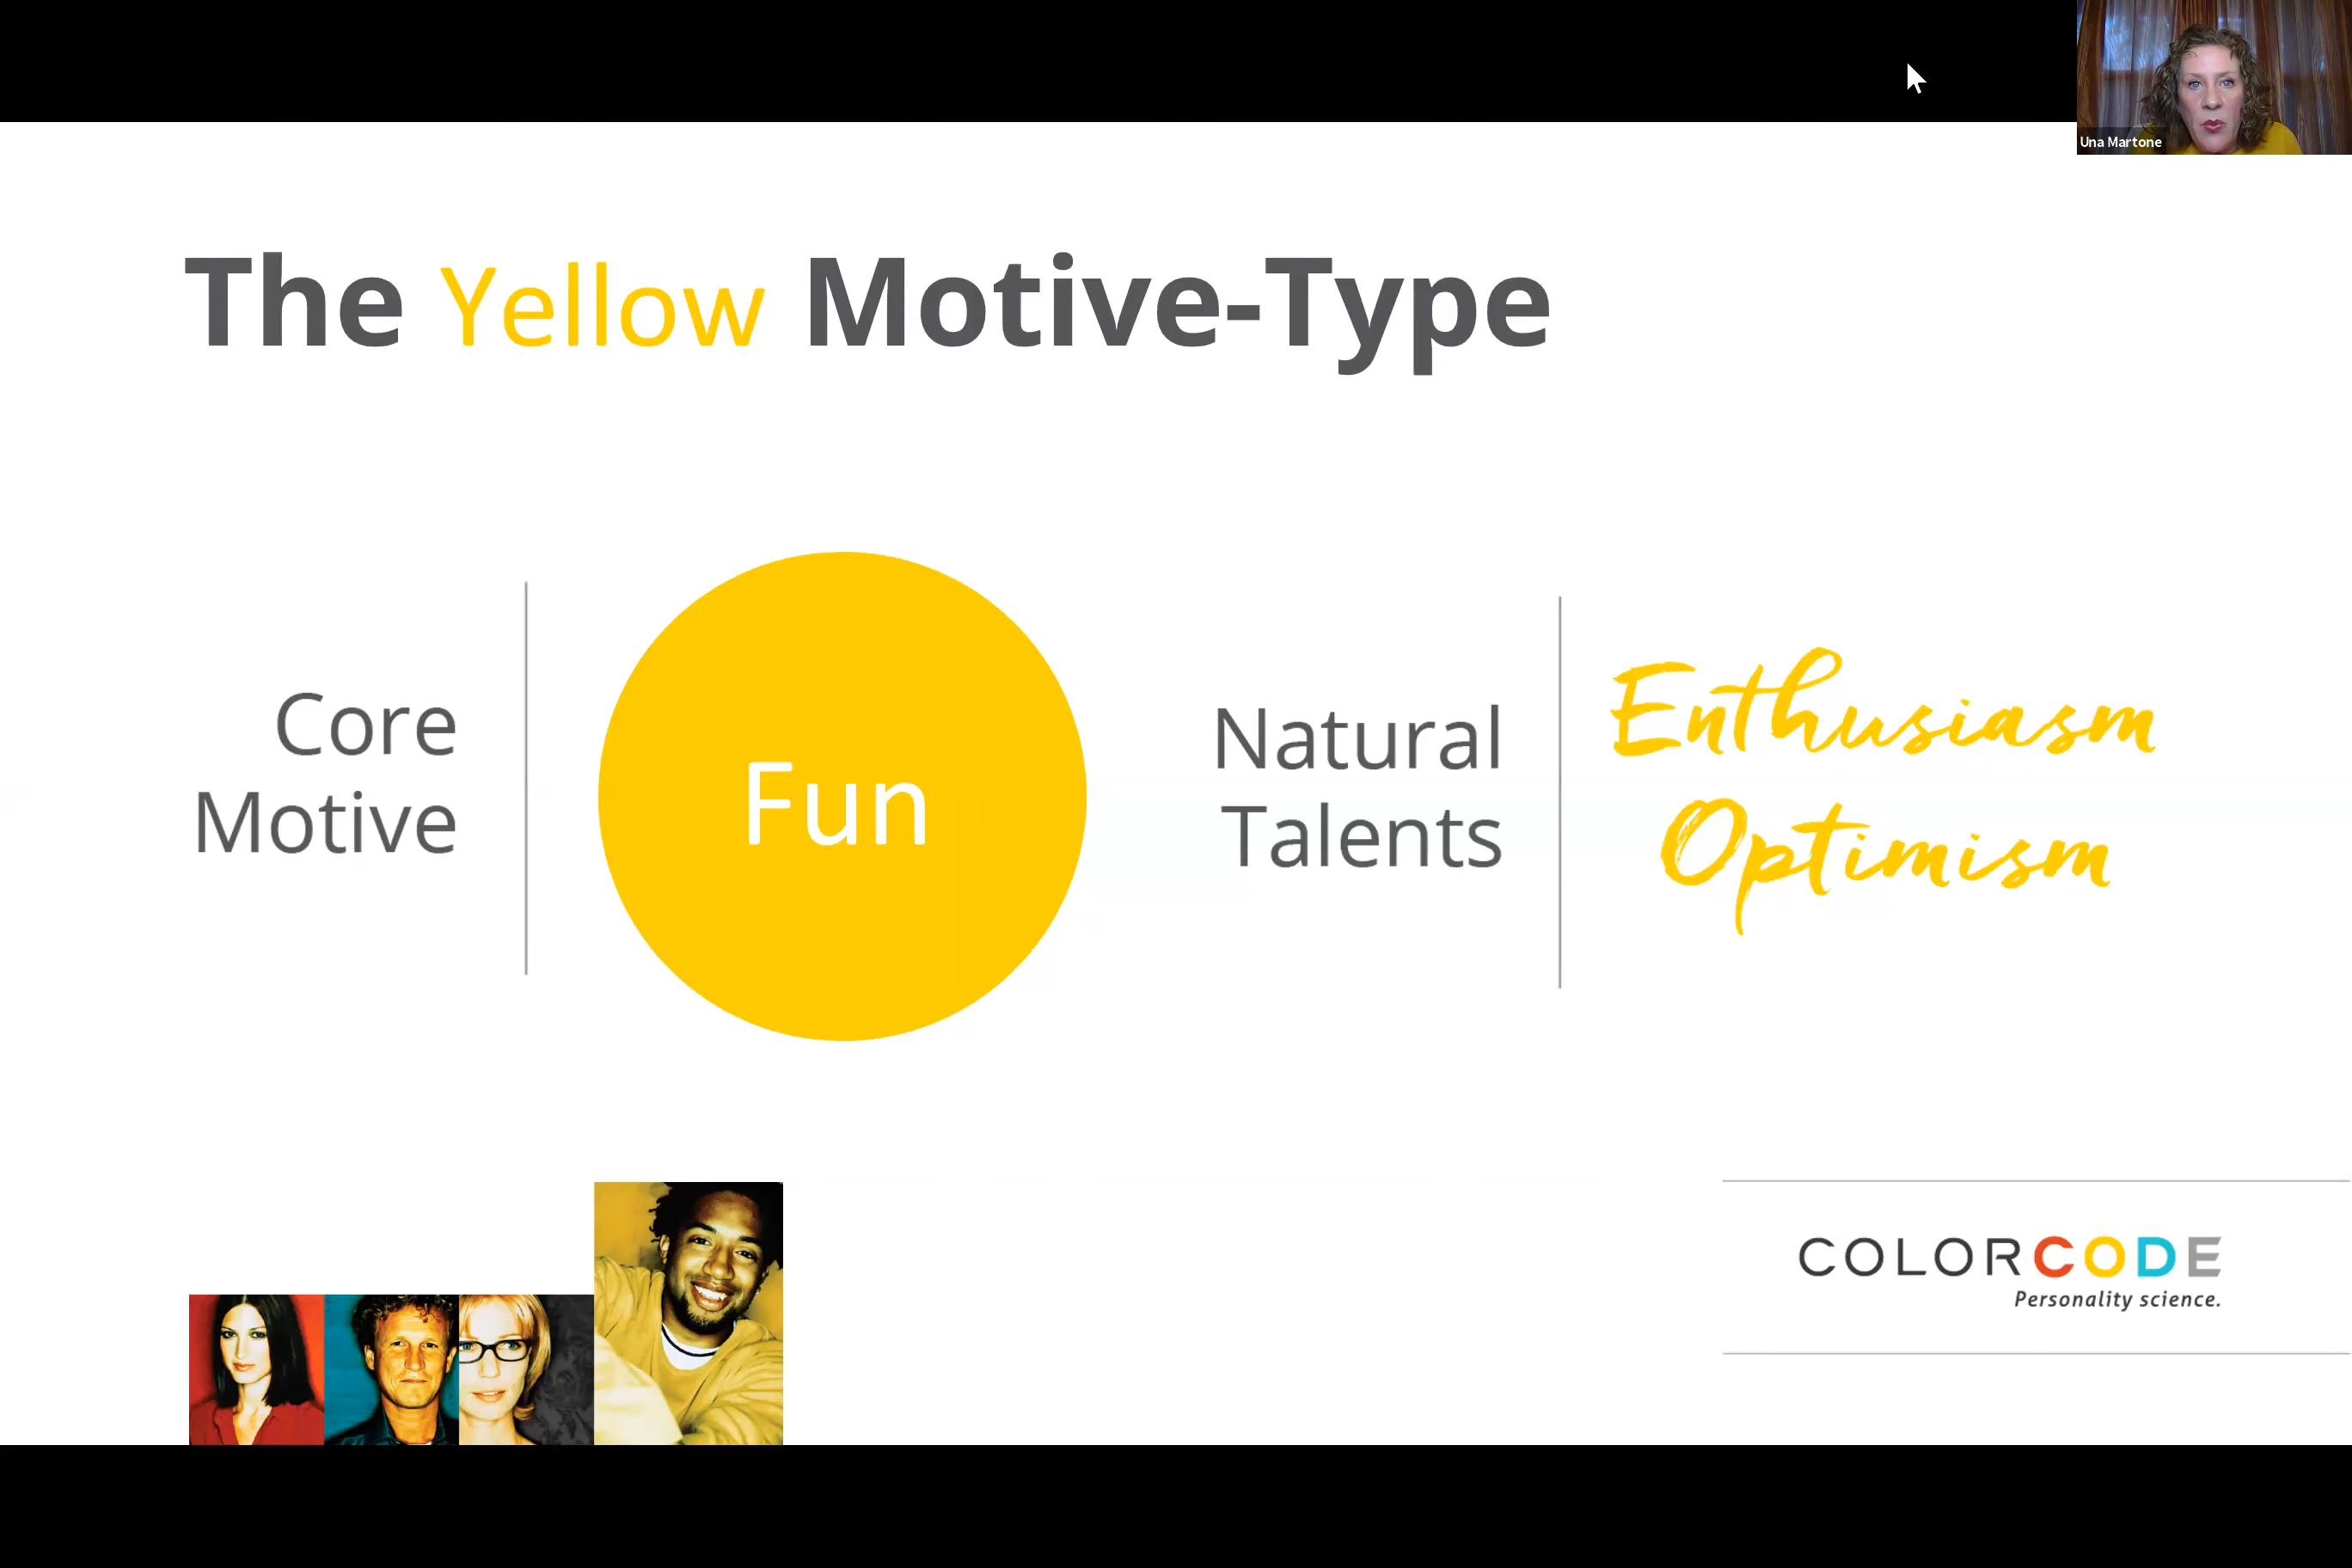 Una Martone
The Yellow Motive-Type
Core
Motive
Fun
Natural
Talents
Enthusiasm
Optimism
COLORCODE
Personality science.